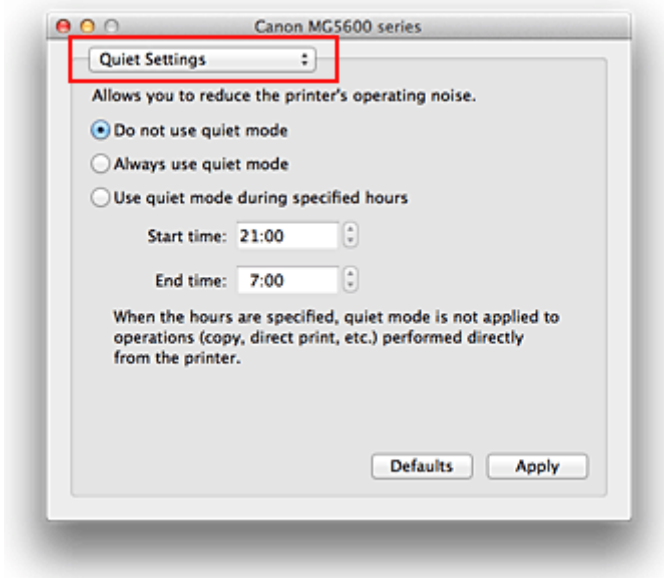 Canon MG5600 series
Quiet Settings
Allows you to reduce the printer's operating noise.
Do not use quiet mode
Always use quiet mode
Use quiet mode during specified hours
Start time: 21:00
End time: 7:00
When the hours are specified, quiet mode is not applied to
operations (copy, direct print, etc.) performed directly
from the printer.
Defaults Apply